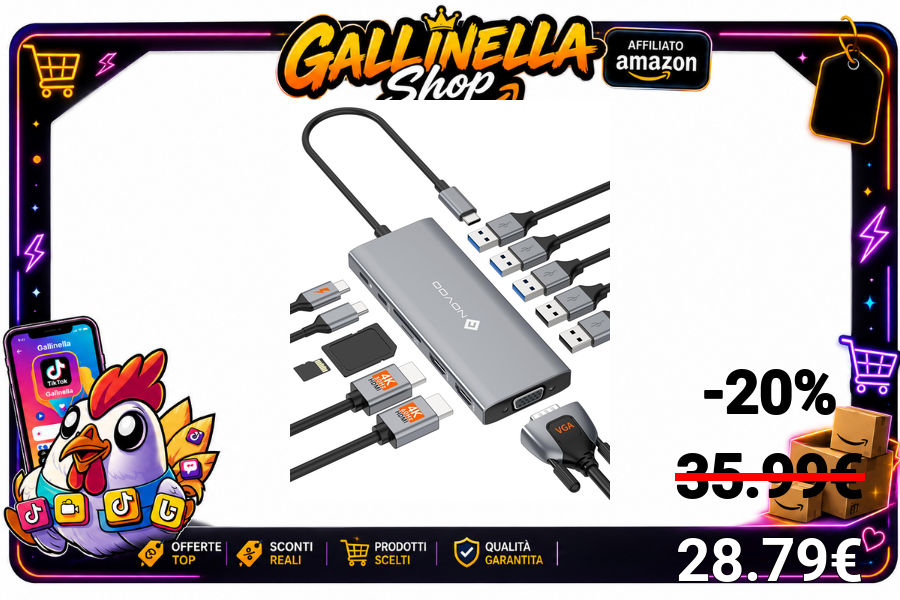 GALLINELLA
Shop
AFFILIATO
amazon
NOVOO
4K
HDMI
4K
HDMI
VGA
Gallinella
TikTok
Gallinella
-20%
35.99€
28.79€
OFFERTE
TOP
SCONTI
REALI
PRODOTTI
SCELTI
QUALITÀ
GARANTITA